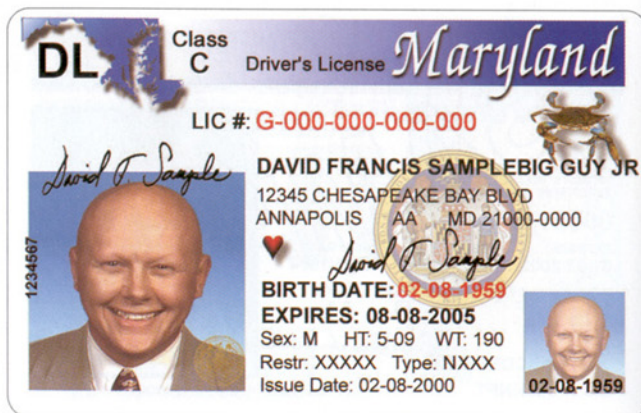 DL Class C Driver's License Maryland
LIC #: G-000-000-000-000
David F. Sample
DAVID FRANCIS SAMPLEBIG GUY JR
12345 CHESAPEAKE BAY BLVD
ANNAPOLIS AA MD 21000-0000
David F Sample
1234567
BIRTH DATE: 02-08-1959
EXPIRES: 08-08-2005
Sex: M HT: 5-09 WT: 190
Restr: XXXXX Type: NXXX
Issue Date: 02-08-2000
02-08-1959